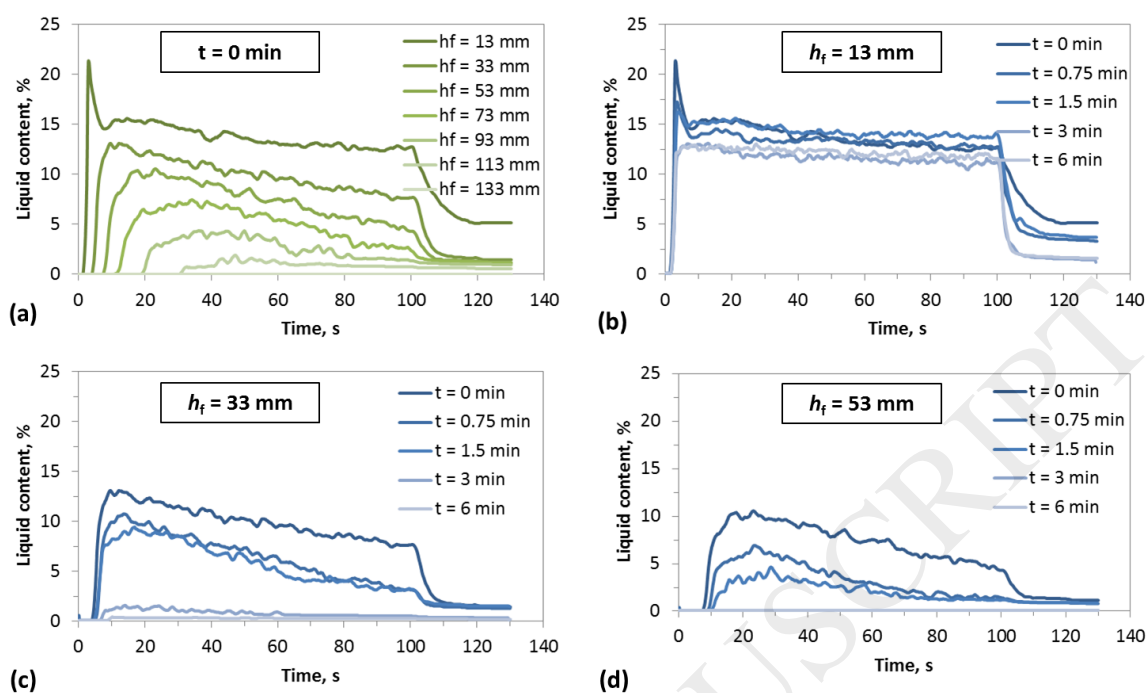 t = 0 min
Liquid content, %
25
20
15
10
5
0
0 20 40 60 80 100 120 140
Time, s
hf = 13 mm
hf = 33 mm
hf = 53 mm
hf = 73 mm
hf = 93 mm
hf = 113 mm
hf = 133 mm
(a)
hf = 13 mm
Liquid content, %
25
20
15
10
5
0
0 20 40 60 80 100 120 140
Time, s
t = 0 min
t = 0.75 min
t = 1.5 min
t = 3 min
t = 6 min
(b)
hf = 33 mm
Liquid content, %
25
20
15
10
5
0
0 20 40 60 80 100 120 140
Time, s
t = 0 min
t = 0.75 min
t = 1.5 min
t = 3 min
t = 6 min
(c)
hf = 53 mm
Liquid content, %
25
20
15
10
5
0
0 20 40 60 80 100 120 140
Time, s
t = 0 min
t = 0.75 min
t = 1.5 min
t = 3 min
t = 6 min
(d)
USCRIPT